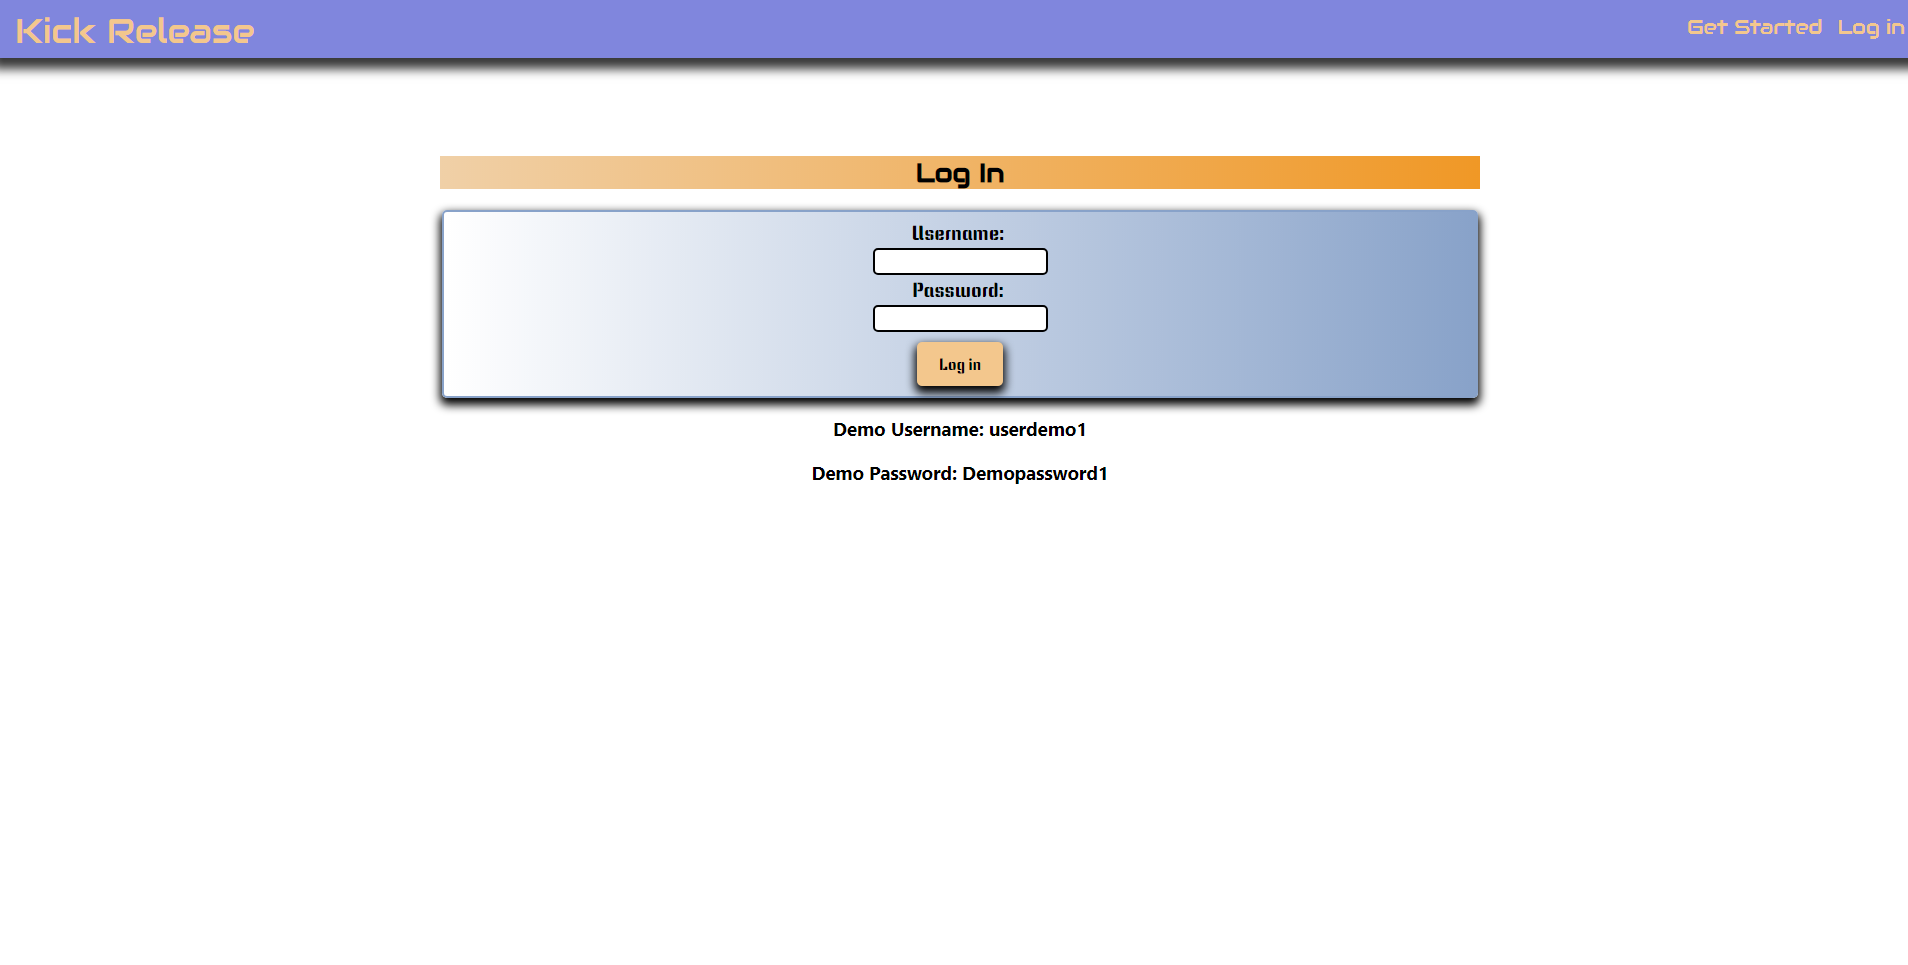 Kick Release
Get Started Log in
Log In
Username:
Password:
Log in
Demo Username: userdemo1
Demo Password: Demopassword1